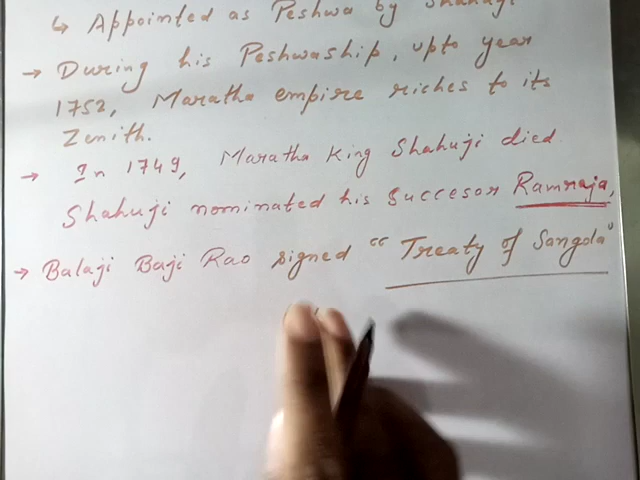 ↳ Appointed as Peshwa by Shahuji
→ During his Peshwaship, upto year
1752, Maratha empire riches to its
Zenith.
→ In 1749, Maratha King Shahuji died.
Shahuji nominated his succesor Ramraja,
→ Balaji Baji Rao signed "Treaty of Sangola"